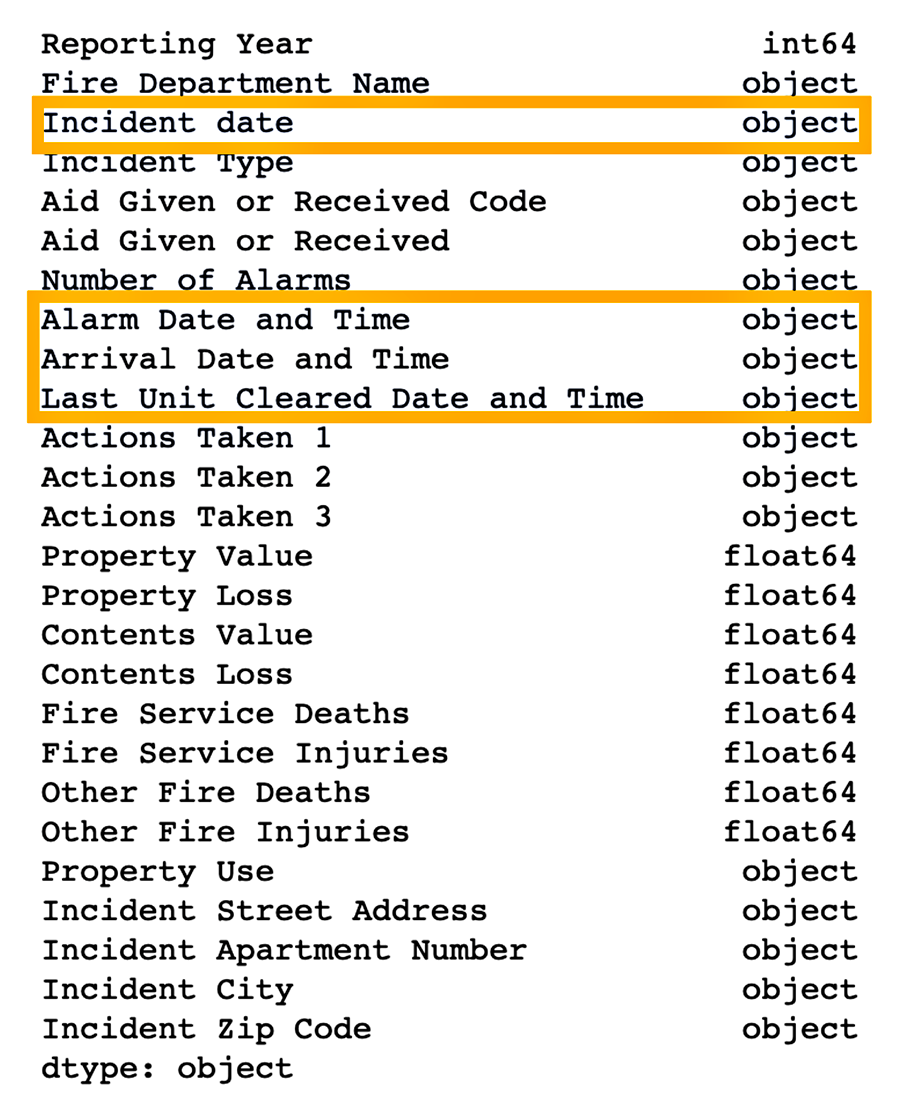 Reporting Year int64
Fire Department Name object
Incident date object
Incident Type object
Aid Given or Received Code object
Aid Given or Received object
Number of Alarms object
Alarm Date and Time object
Arrival Date and Time object
Last Unit Cleared Date and Time object
Actions Taken 1 object
Actions Taken 2 object
Actions Taken 3 object
Property Value float64
Property Loss float64
Contents Value float64
Contents Loss float64
Fire Service Deaths float64
Fire Service Injuries float64
Other Fire Deaths float64
Other Fire Injuries float64
Property Use object
Incident Street Address object
Incident Apartment Number object
Incident City object
Incident Zip Code object
dtype: object